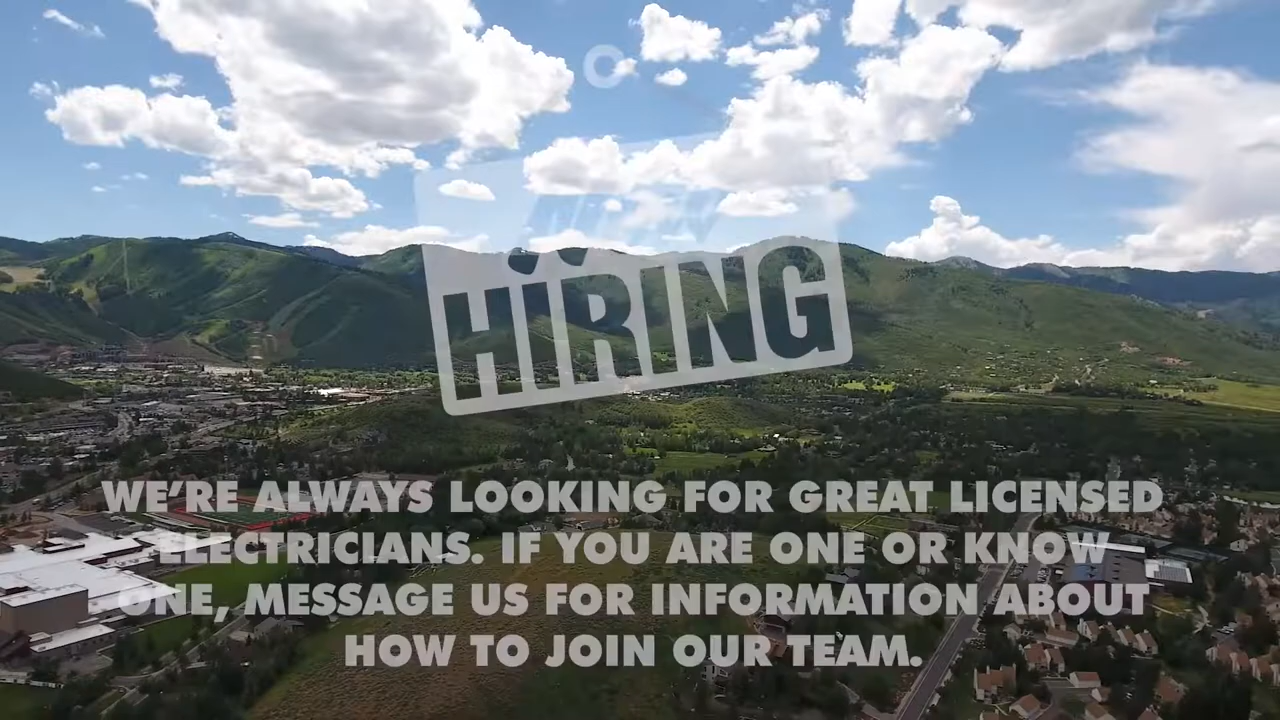 HIRING
WE'RE ALWAYS LOOKING FOR GREAT LICENSED
ELECTRICIANS. IF YOU ARE ONE OR KNOW
ONE, MESSAGE US FOR INFORMATION ABOUT
HOW TO JOIN OUR TEAM.